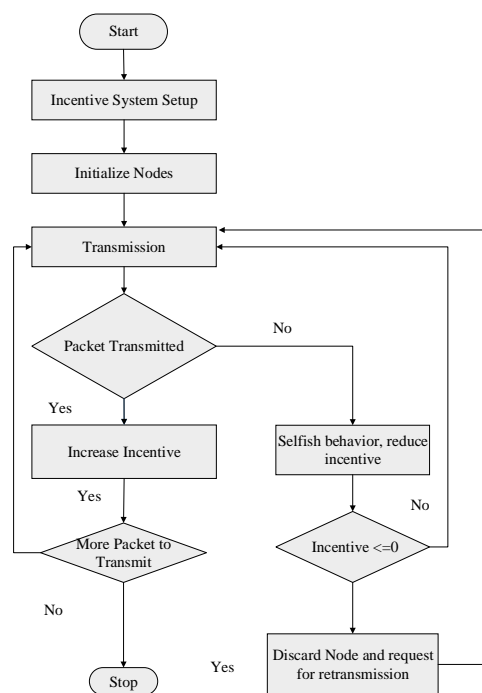 Start
Incentive System Setup
Initialize Nodes
Transmission
Packet Transmitted
No
Yes
Increase Incentive
Selfish behavior, reduce
incentive
Yes
No
More Packet to
Transmit
Incentive <=0
No
Yes
Discard Node and request
for retransmission
Stop